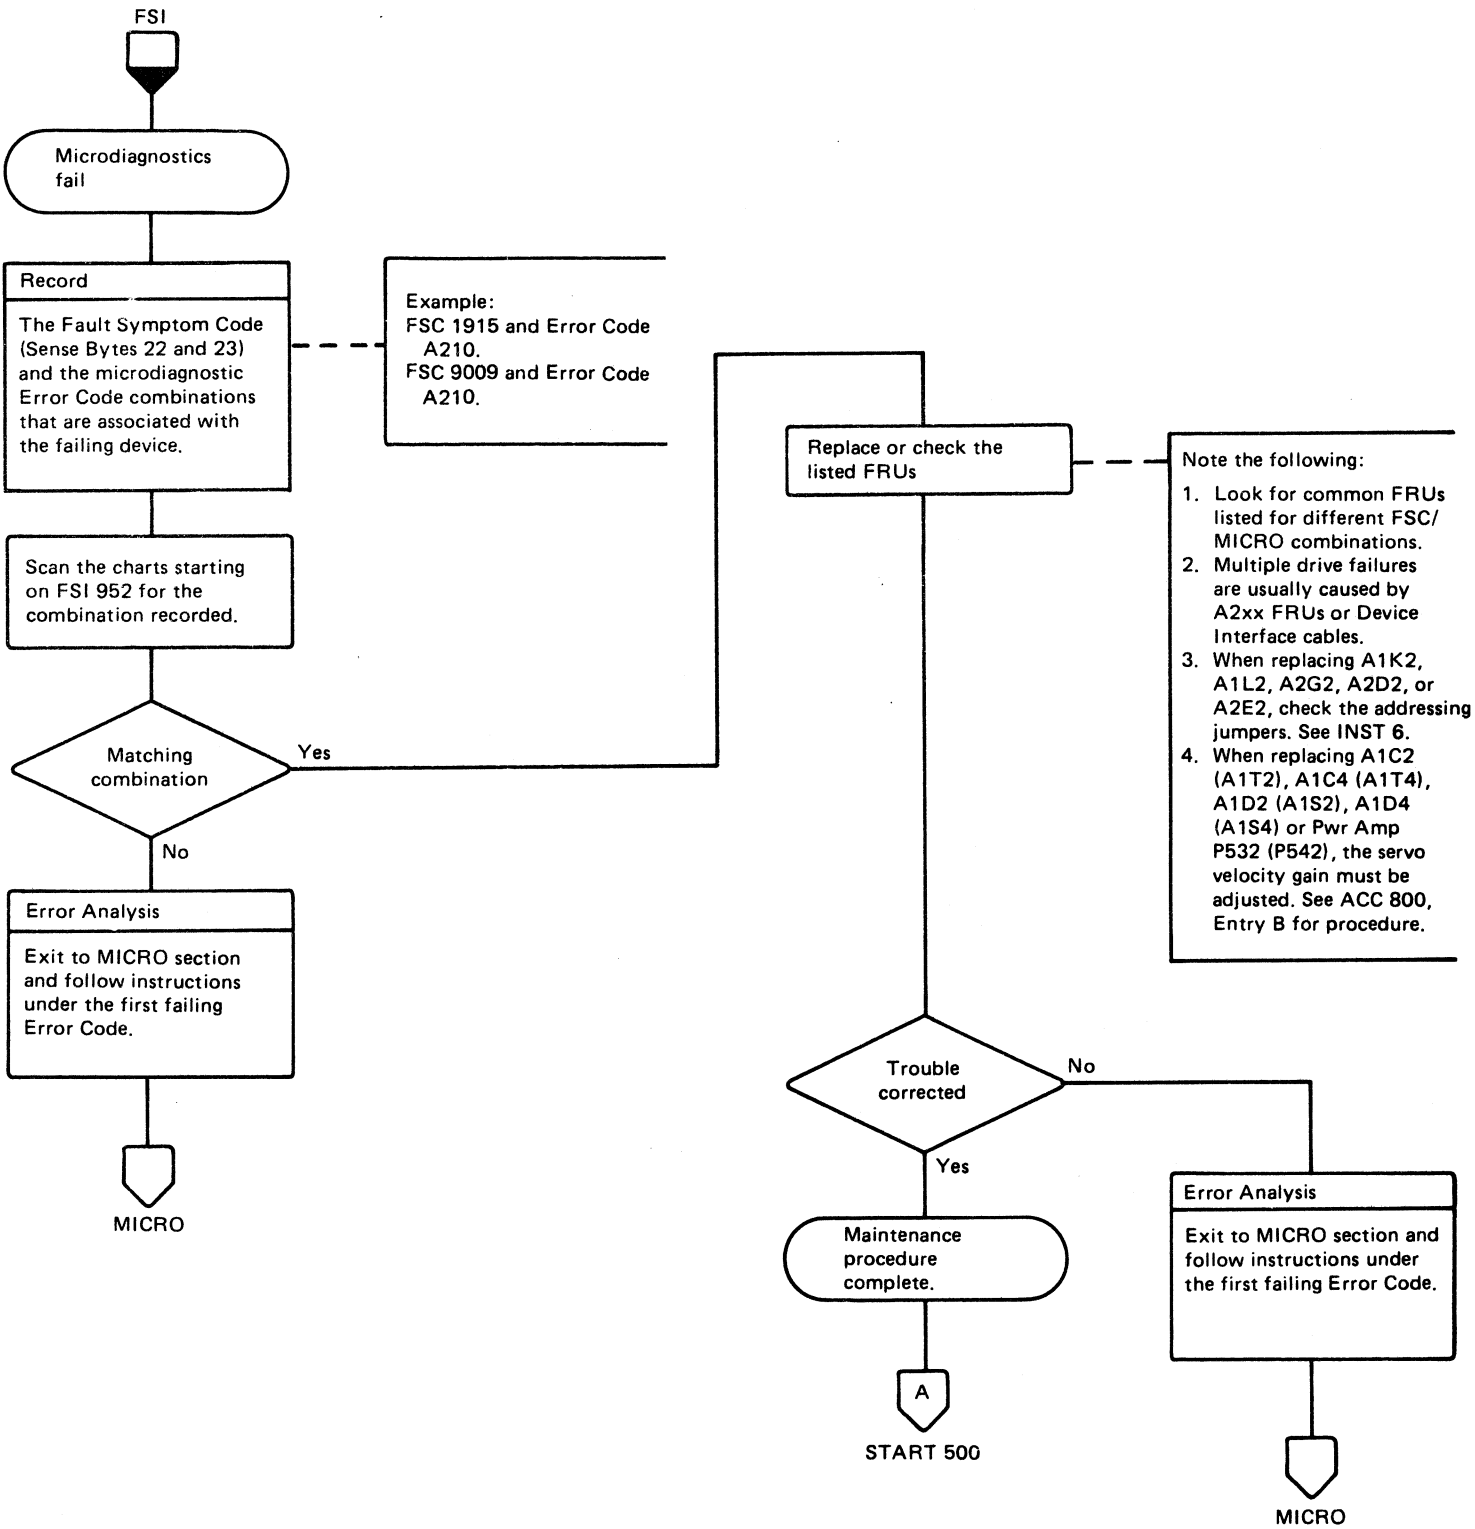 FSI
Microdiagnostics
fail
Record
The Fault Symptom Code
(Sense Bytes 22 and 23)
and the microdiagnostic
Error Code combinations
that are associated with
the failing device.
Example:
FSC 1915 and Error Code
A210.
FSC 9009 and Error Code
A210.
Scan the charts starting
on FSI 952 for the
combination recorded.
Matching
combination
Yes
No
Error Analysis
Exit to MICRO section
and follow instructions
under the first failing
Error Code.
MICRO
Replace or check the
listed FRUs
Note the following:
1. Look for common FRUs
listed for different FSC/
MICRO combinations.
2. Multiple drive failures
are usually caused by
A2xx FRUs or Device
Interface cables.
3. When replacing A1K2,
A1L2, A2G2, A2D2, or
A2E2, check the addressing
jumpers. See INST 6.
4. When replacing A1C2
(A1T2), A1C4 (A1T4),
A1D2 (A1S2), A1D4
(A1S4) or Pwr Amp
P532 (P542), the servo
velocity gain must be
adjusted. See ACC 800,
Entry B for procedure.
Trouble
corrected
No
Yes
Maintenance
procedure
complete.
A
START 500
Error Analysis
Exit to MICRO section and
follow instructions under
the first failing Error Code.
MICRO